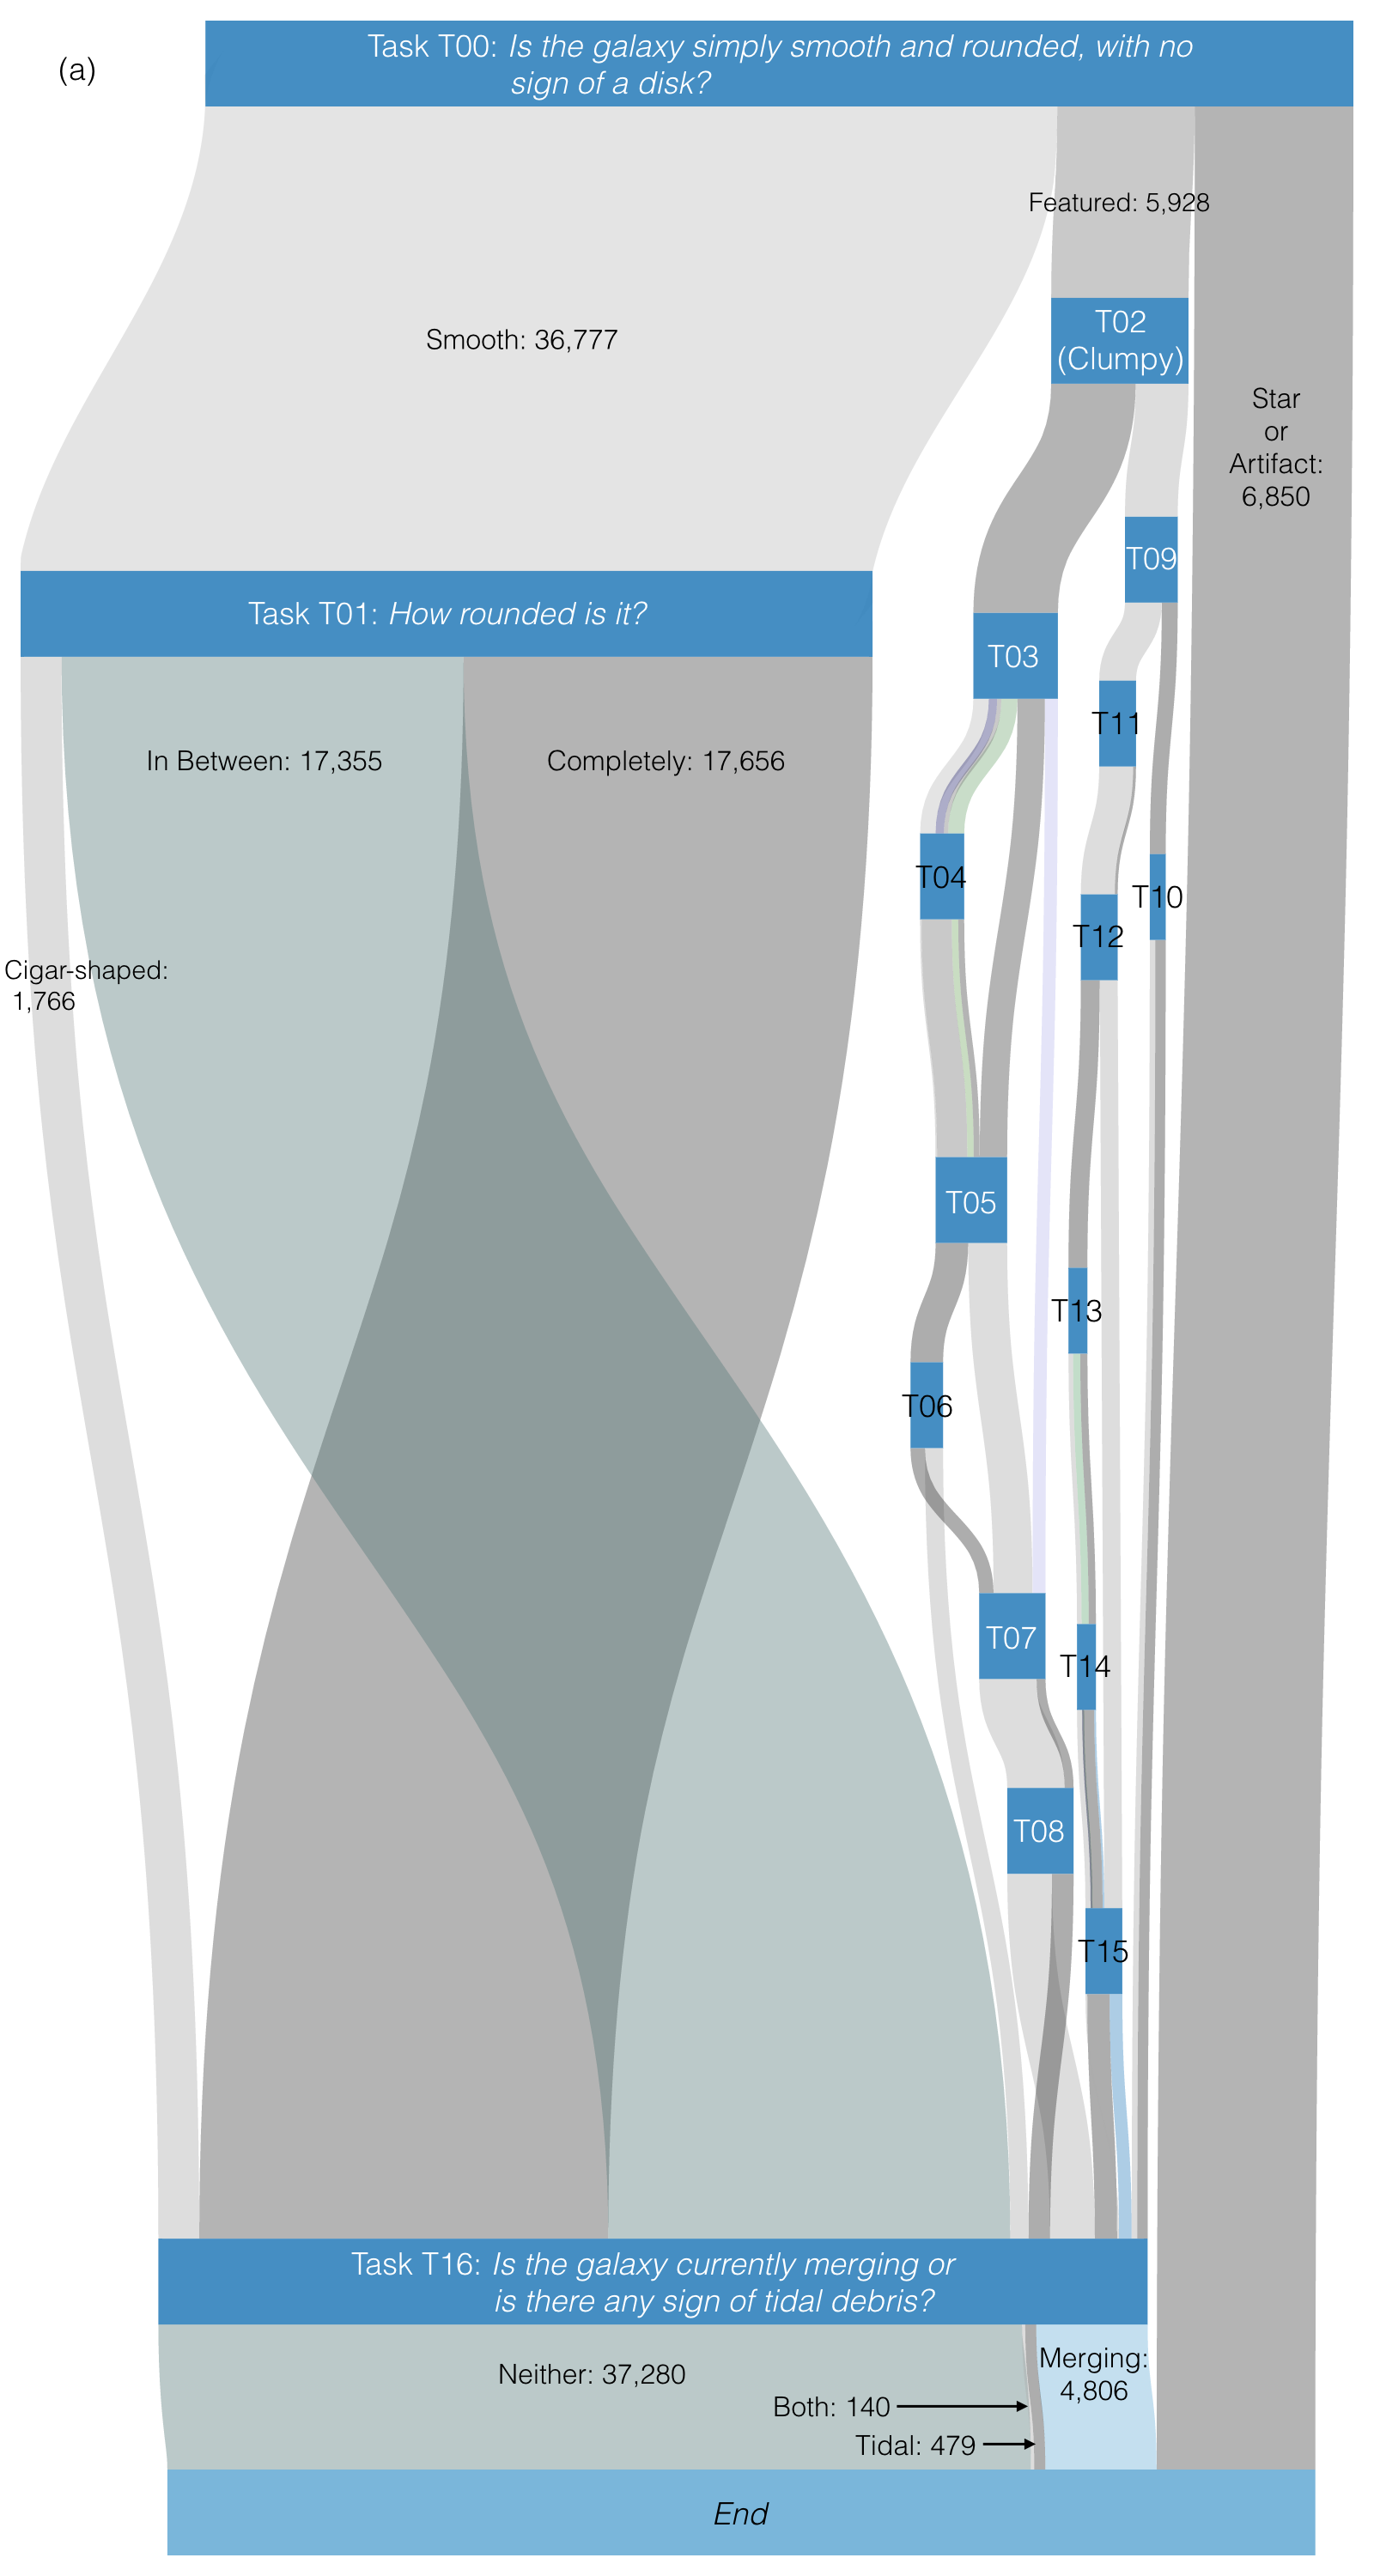 (a)
Task T00: Is the galaxy simply smooth and rounded, with no
sign of a disk?
Featured: 5,928
T02
(Clumpy)
Smooth: 36,777
Star
or
Artifact:
6,850
T09
Task T01: How rounded is it?
T03
T11
In Between: 17,355
Completely: 17,656
T04
T10
T12
Cigar-shaped:
1,766
T05
T13
T06
T07
T14
T08
T15
Task T16: Is the galaxy currently merging or
is there any sign of tidal debris?
Neither: 37,280
Merging:
4,806
Both: 140
Tidal: 479
End